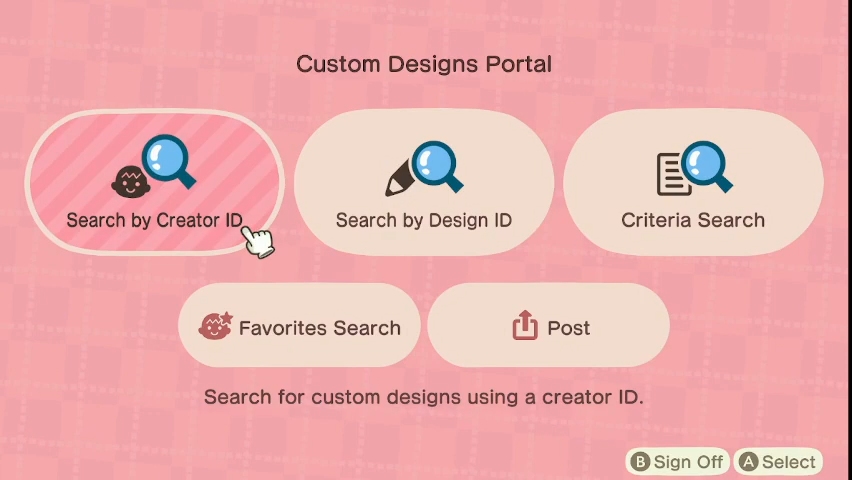 Custom Designs Portal
Search by Creator ID
Search by Design ID
Criteria Search
Favorites Search
Post
Search for custom designs using a creator ID.
B Sign Off A Select